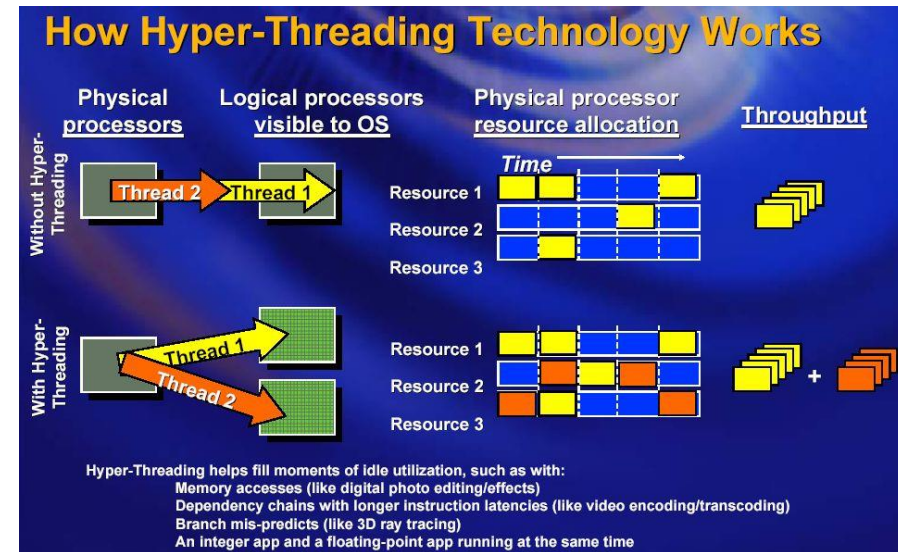 How Hyper-Threading Technology Works
Physical
processors
Logical processors
visible to OS
Physical processor
resource allocation
Throughput
Without Hyper-
Threading
Thread 2
Thread 1
Time
Resource 1
Resource 2
Resource 3
With Hyper-
Threading
Thread 1
Thread 2
Resource 1
Resource 2
Resource 3
+
Hyper-Threading helps fill moments of idle utilization, such as with:
Memory accesses (like digital photo editing/effects)
Dependency chains with longer instruction latencies (like video encoding/transcoding)
Branch mis-predicts (like 3D ray tracing)
An integer app and a floating-point app running at the same time